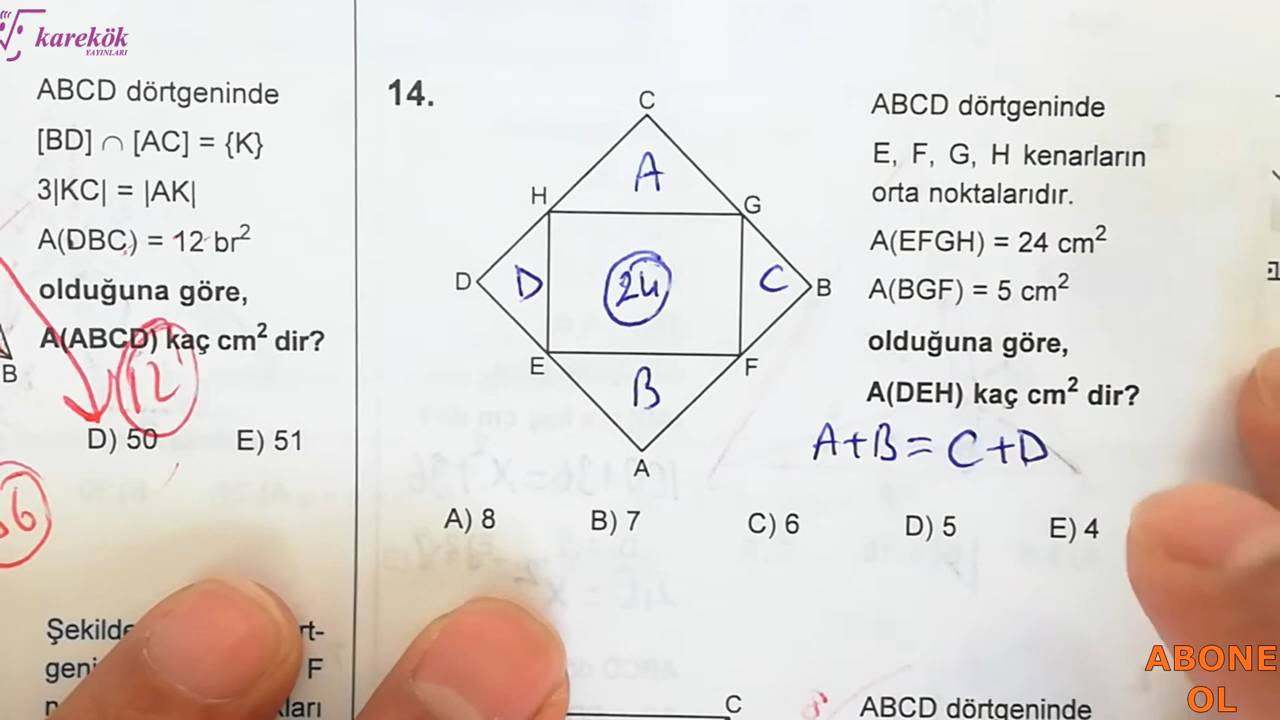 karekök
YAYINLARI
ABCD dörtgeninde
[BD] ∩ [AC] = {K}
3|KC| = |AK|
A(DBC) = 12 br²
olduğuna göre,
A(ABCD) kaç cm² dir?
B
12
D) 50 E) 51
6
Şekilde rt-
F
ları
14.
C
A
H
G
D
D
24
C
B
E
F
B
A
ABCD dörtgeninde
E, F, G, H kenarların
orta noktalarıdır.
A(EFGH) = 24 cm²
A(BGF) = 5 cm²
olduğuna göre,
A(DEH) kaç cm² dir?
A+B = C+D
A) 8 B) 7 C) 6 D) 5 E) 4
C
ABCD dörtgeninde
ABONE
OL